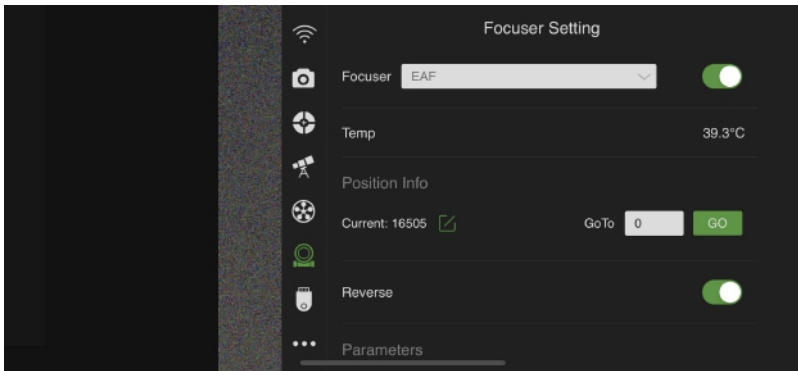 Focuser Setting
Focuser EAF
Temp 39.3°C
Position Info
Current: 16505 GoTo 0 GO
Reverse
Parameters